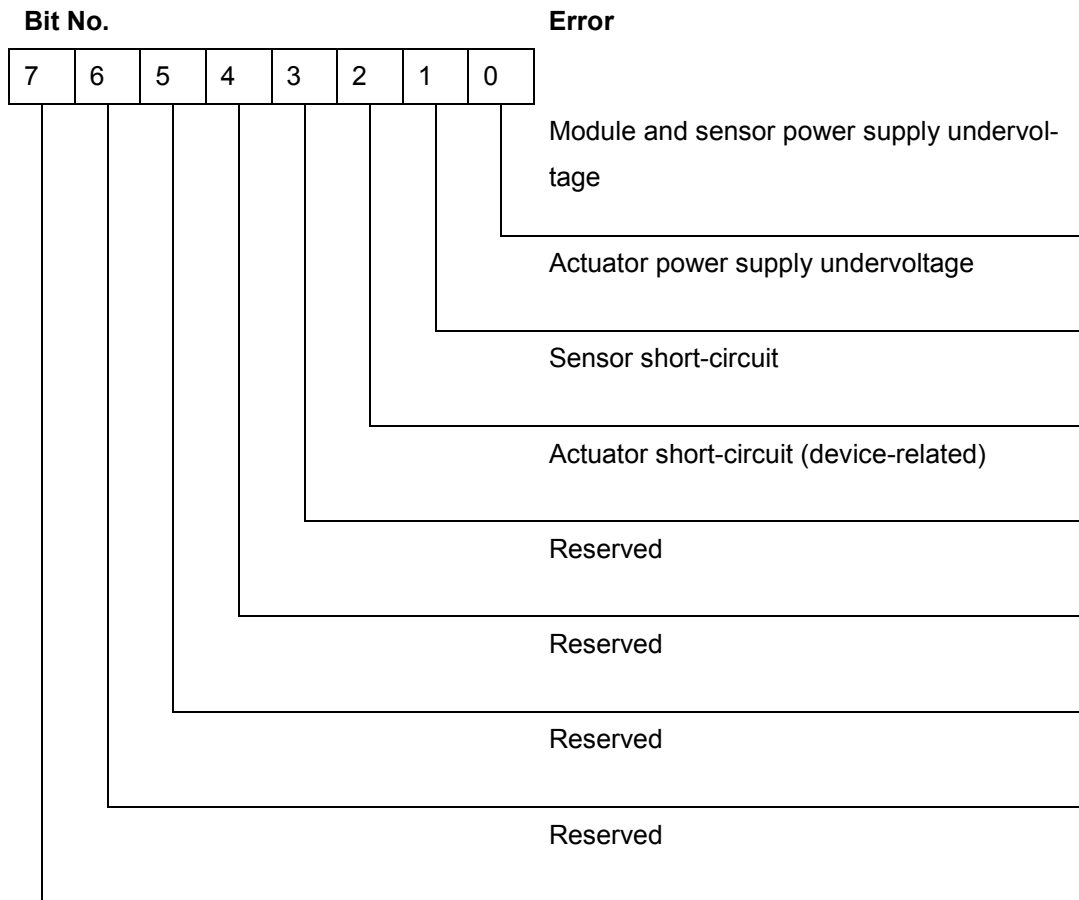 Bit No. Error
7 6 5 4 3 2 1 0
Module and sensor power supply undervol-
tage
Actuator power supply undervoltage
Sensor short-circuit
Actuator short-circuit (device-related)
Reserved
Reserved
Reserved
Reserved